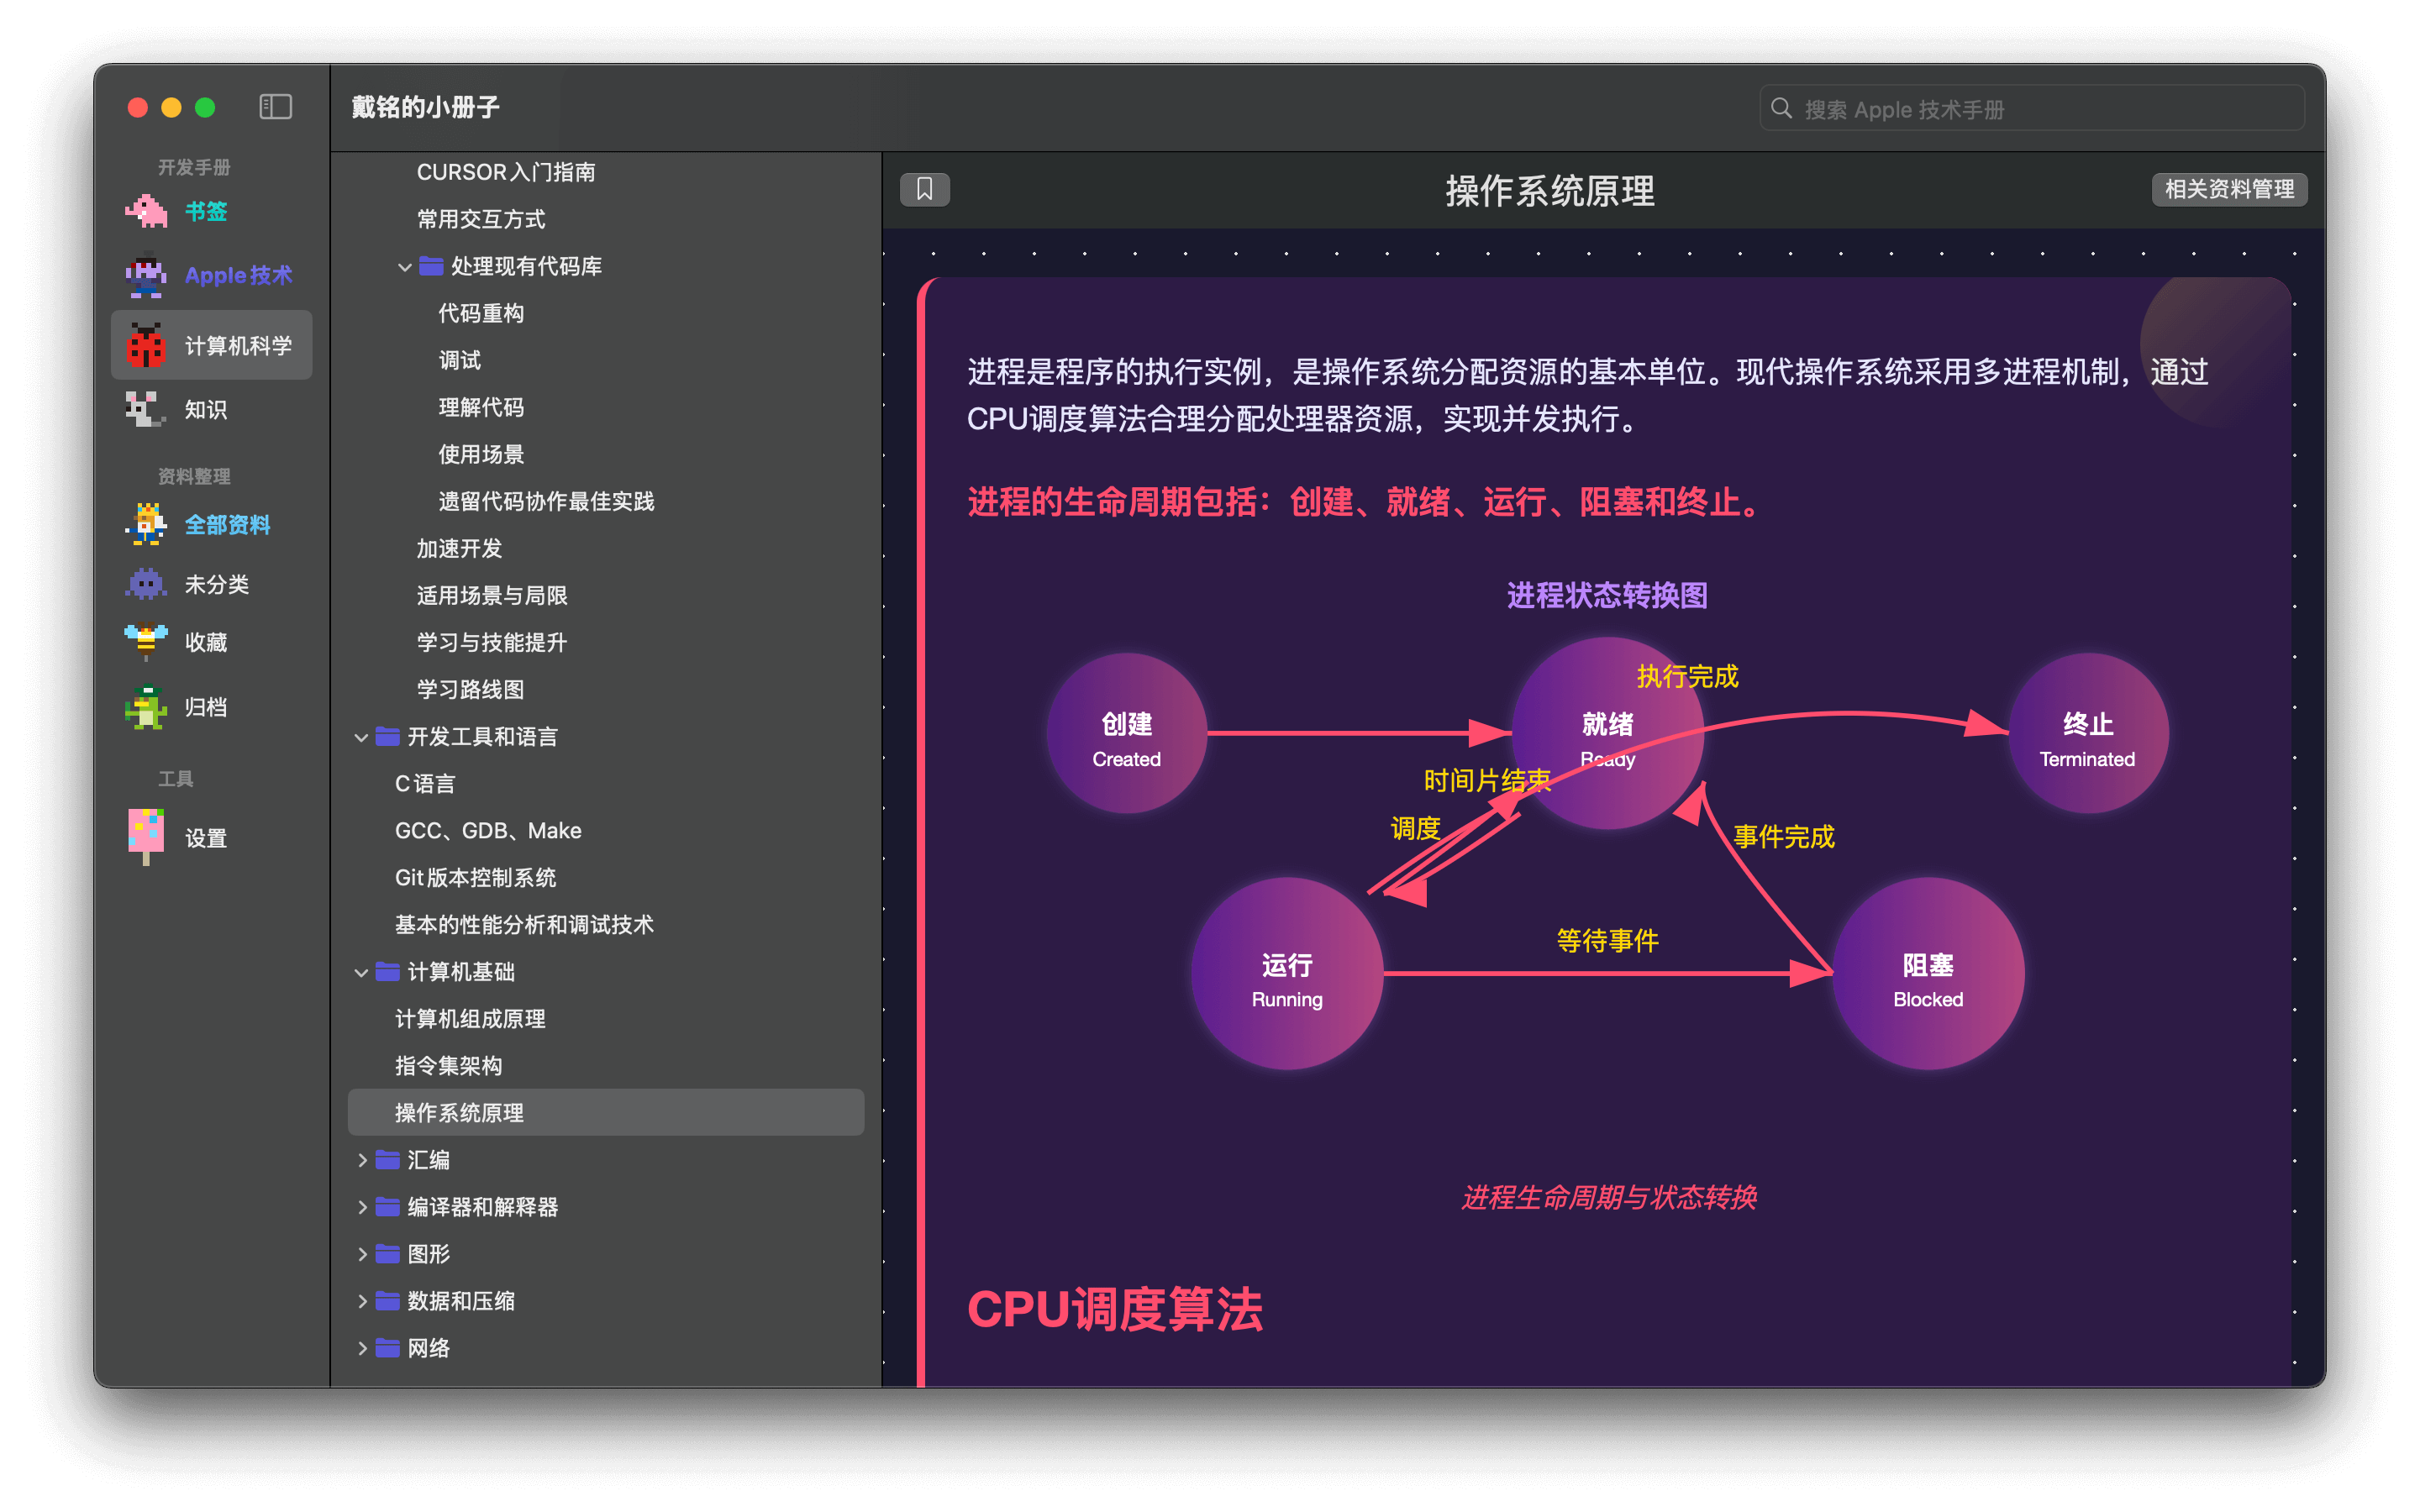 戴铭的小册子
搜索 Apple 技术手册
开发手册
书签
Apple 技术
计算机科学
知识
资料整理
全部资料
未分类
收藏
归档
工具
设置
CURSOR 入门指南
常用交互方式
处理现有代码库
代码重构
调试
理解代码
使用场景
遗留代码协作最佳实践
加速开发
适用场景与局限
学习与技能提升
学习路线图
开发工具和语言
C 语言
GCC、GDB、Make
Git 版本控制系统
基本的性能分析和调试技术
计算机基础
计算机组成原理
指令集架构
操作系统原理
汇编
编译器和解释器
图形
数据和压缩
网络
操作系统原理
相关资料管理
进程是程序的执行实例，是操作系统分配资源的基本单位。现代操作系统采用多进程机制，通过
CPU调度算法合理分配处理器资源，实现并发执行。
进程的生命周期包括：创建、就绪、运行、阻塞和终止。
进程状态转换图
执行完成
创建
Created
就绪
Ready
终止
Terminated
时间片结束
调度
事件完成
等待事件
运行
Running
阻塞
Blocked
进程生命周期与状态转换
CPU调度算法